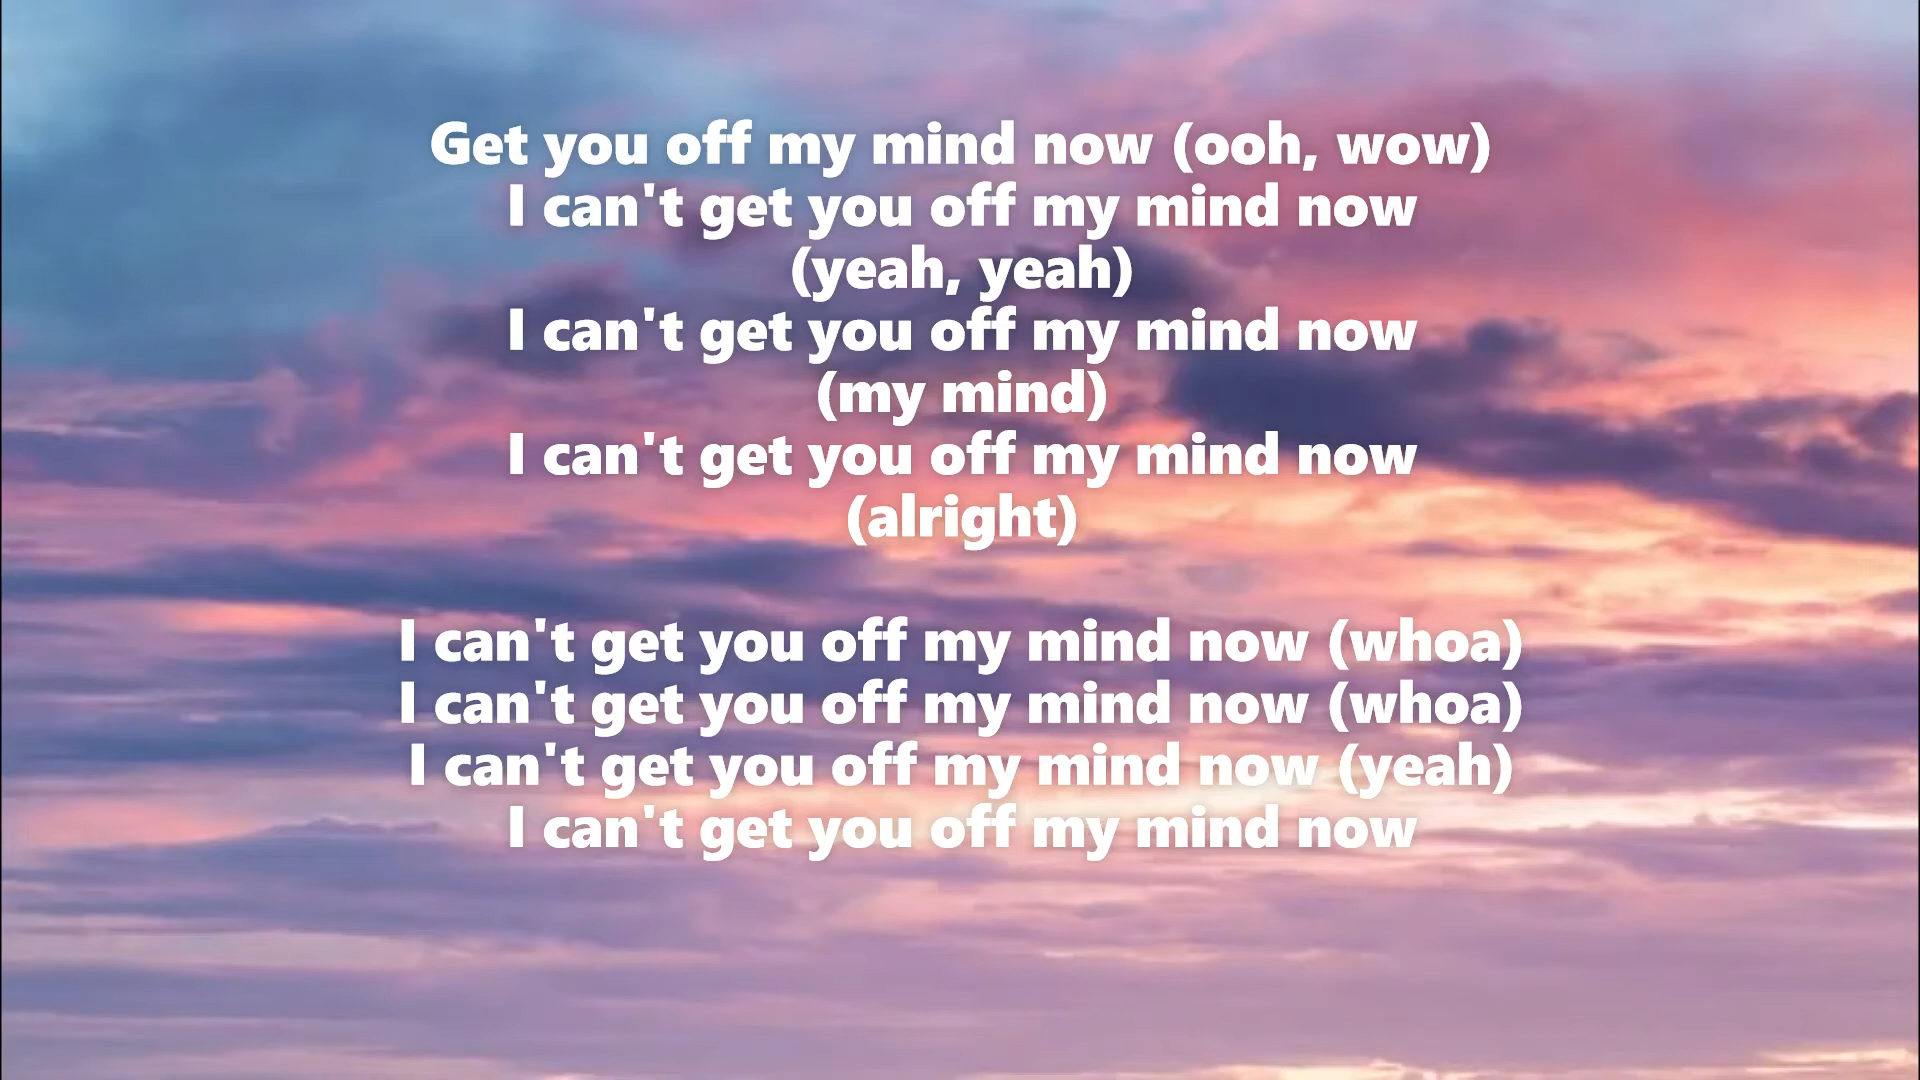 Get you off my mind now (ooh, wow)
I can't get you off my mind now
(yeah, yeah)
I can't get you off my mind now
(my mind)
I can't get you off my mind now
(alright)
I can't get you off my mind now (whoa)
I can't get you off my mind now (whoa)
I can't get you off my mind now (yeah)
I can't get you off my mind now